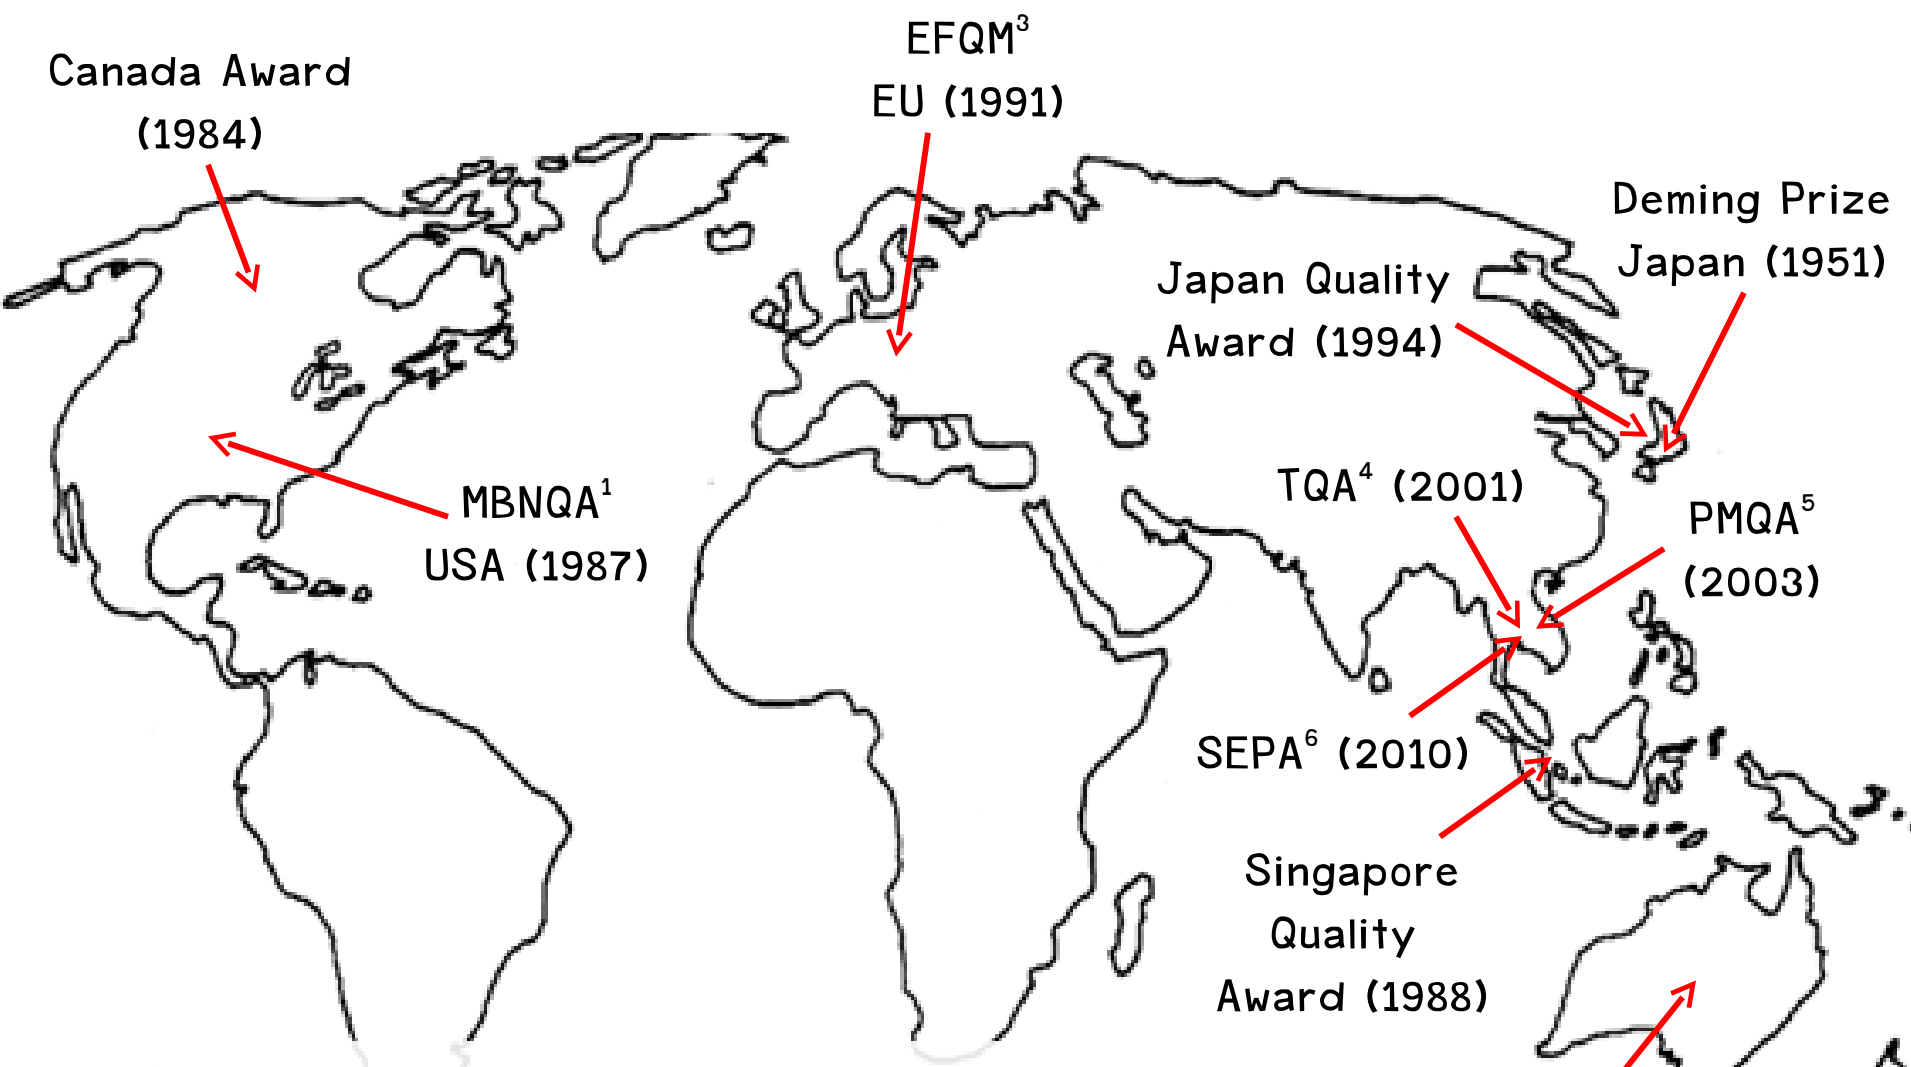 EFQM³
EU (1991)
Canada Award
(1984)
Deming Prize
Japan (1951)
Japan Quality
Award (1994)
TQA⁴ (2001)
MBNQA¹
USA (1987)
PMQA⁵
(2003)
SEPA⁶ (2010)
Singapore
Quality
Award (1988)